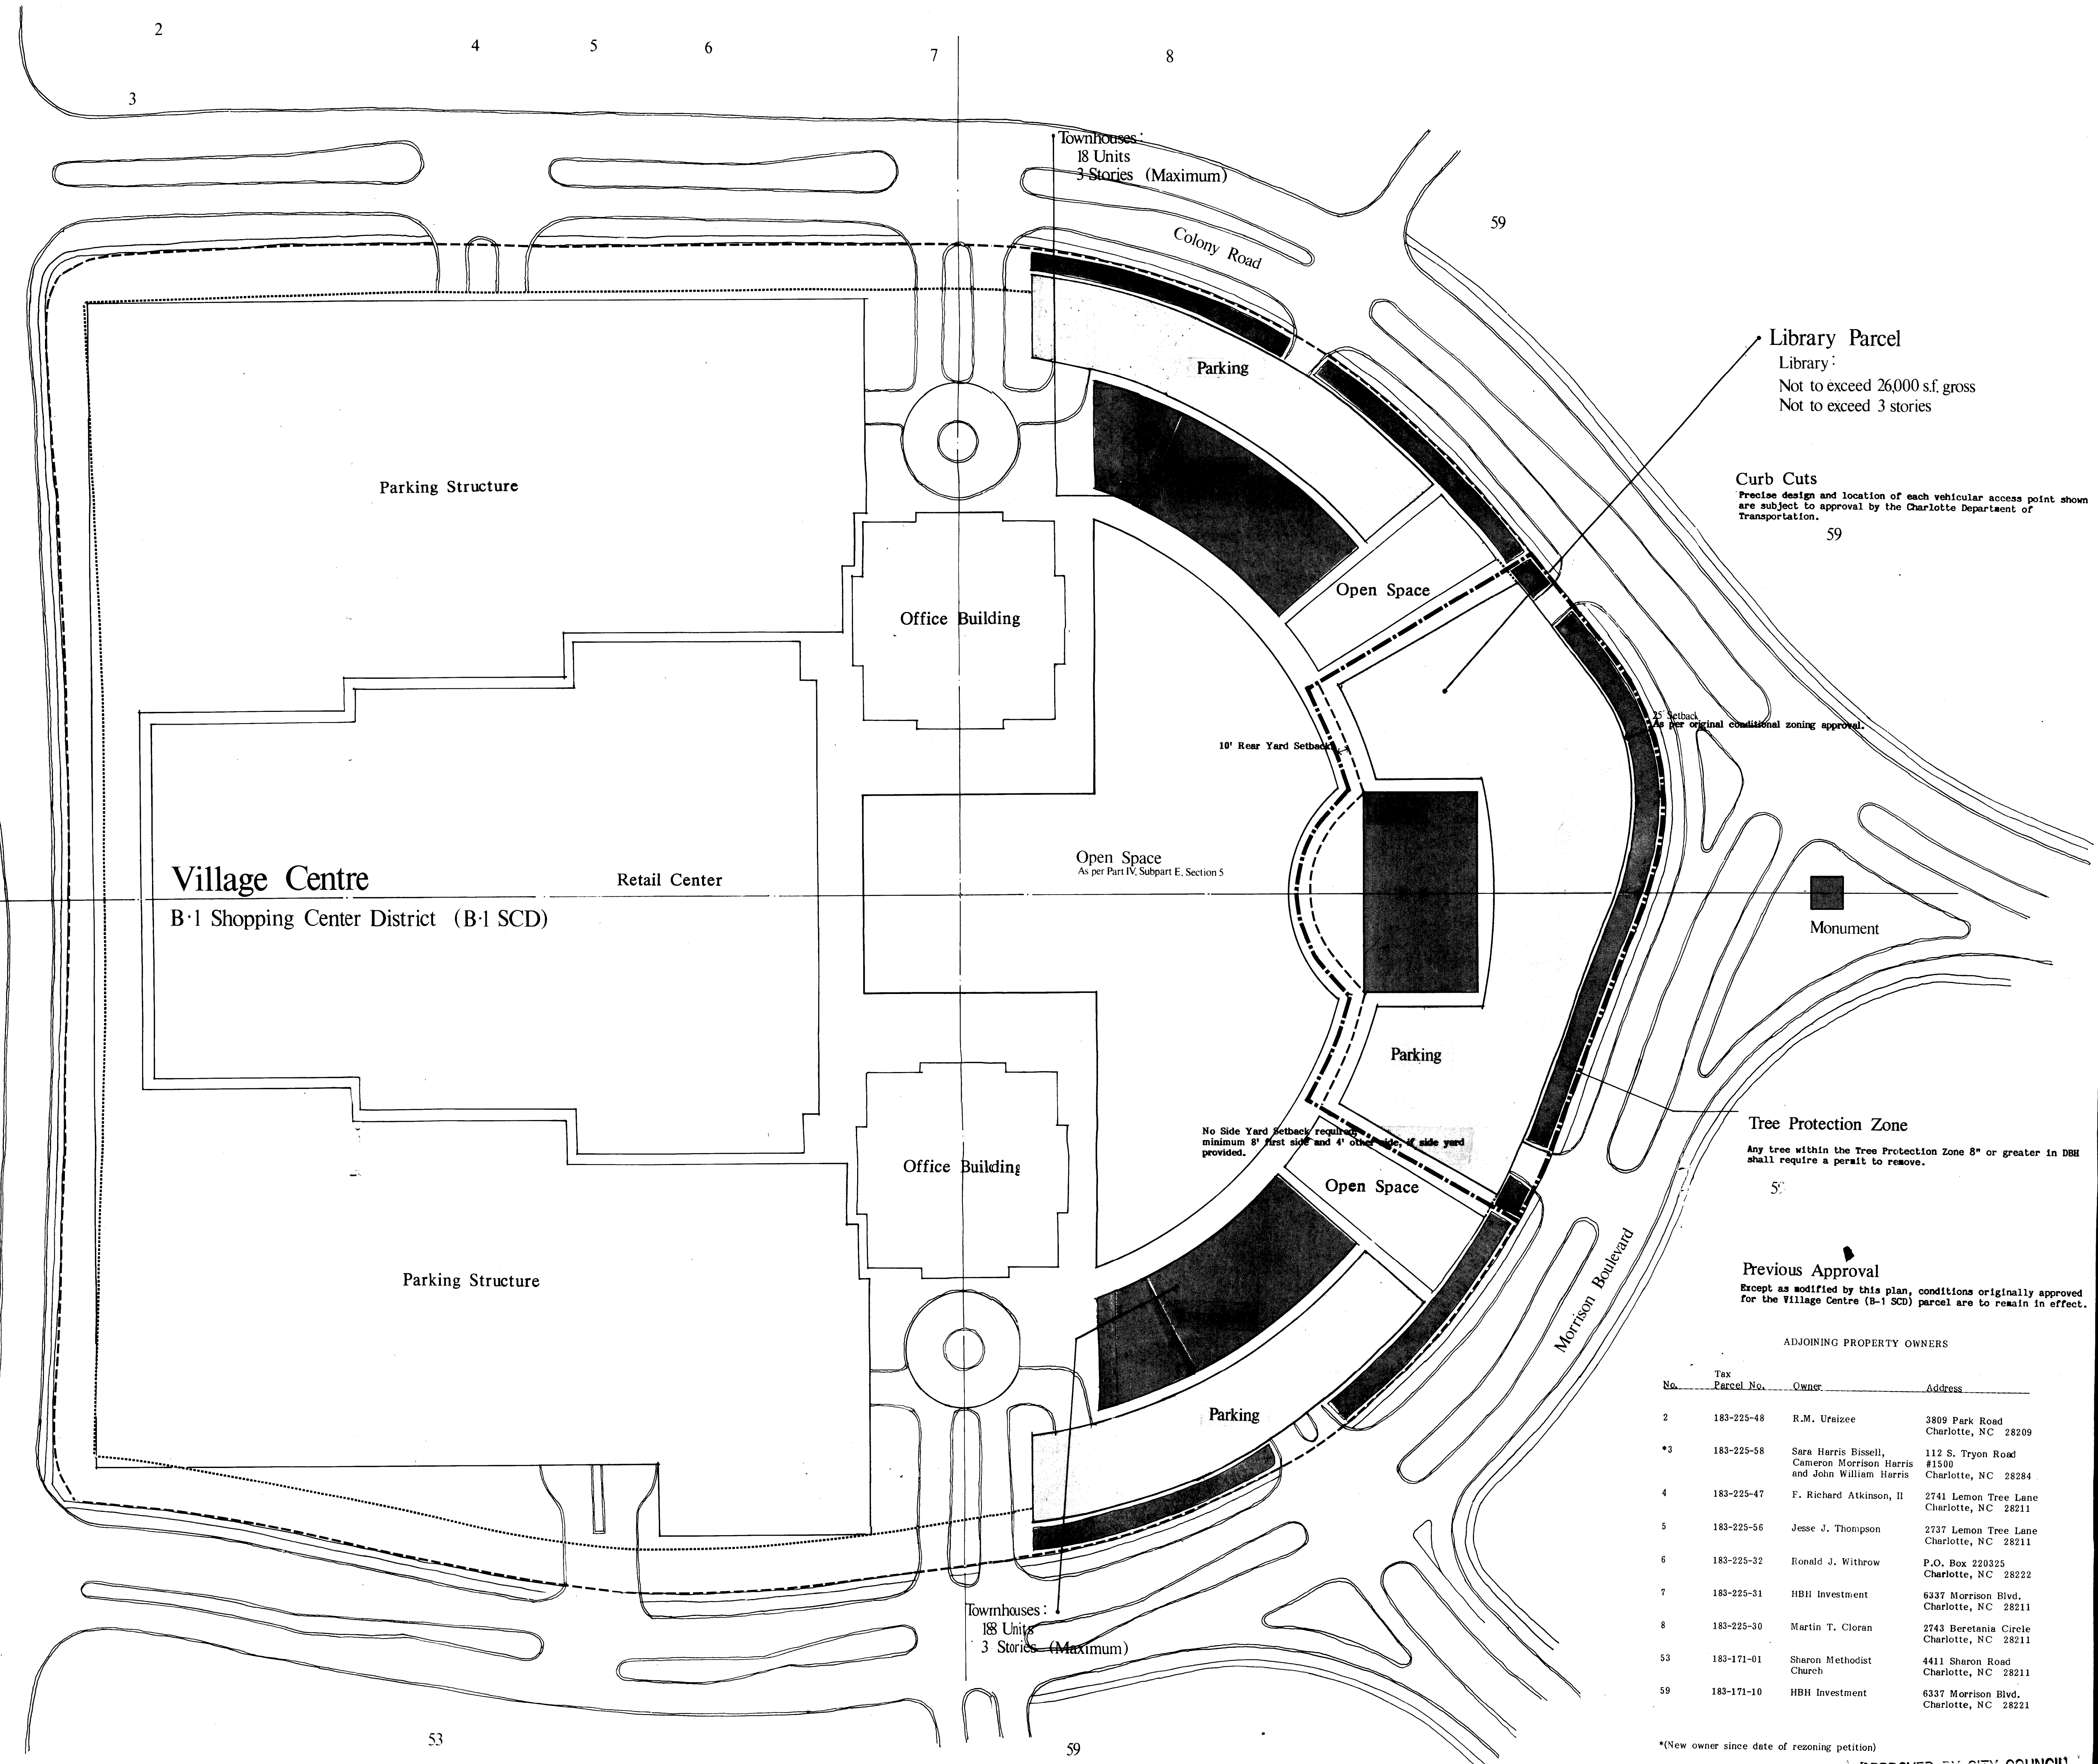 2
3
4
5
6
7
8
Townhouses:
18 Units
3 Stories (Maximum)
Colony Road
59
Library Parcel
Library:
Not to exceed 26,000 s.f. gross
Not to exceed 3 stories
Parking
Parking Structure
Curb Cuts
Precise design and location of each vehicular access point shown
are subject to approval by the Charlotte Department of
Transportation.
59
Office Building
Open Space
25' Setback
As per original conditional zoning approval.
10' Rear Yard Setback
Village Centre
B·1 Shopping Center District (B·1 SCD)
Retail Center
Open Space
As per Part IV, Subpart E, Section 5
Monument
Parking
No Side Yard Setback required,
minimum 8' first side and 4' other side, if side yard
provided.
Tree Protection Zone
Any tree within the Tree Protection Zone 8" or greater in DBH
shall require a permit to remove.
Office Building
Open Space
Morrison Boulevard
Parking Structure
Previous Approval
Except as modified by this plan, conditions originally approved
for the Village Centre (B-1 SCD) parcel are to remain in effect.
Parking
ADJOINING PROPERTY OWNERS
No. Tax Parcel No. Owner Address
2 183-225-48 R.M. Uraizee 3809 Park Road
Charlotte, NC 28209
*3 183-225-58 Sara Harris Bissell, 112 S. Tryon Road
Cameron Morrison Harris #1500
and John William Harris Charlotte, NC 28284
4 183-225-47 F. Richard Atkinson, II 2741 Lemon Tree Lane
Charlotte, NC 28211
5 183-225-56 Jesse J. Thompson 2737 Lemon Tree Lane
Charlotte, NC 28211
6 183-225-32 Ronald J. Withrow P.O. Box 220325
Charlotte, NC 28222
7 183-225-31 HBH Investment 6337 Morrison Blvd.
Charlotte, NC 28211
8 183-225-30 Martin T. Cloran 2743 Beretania Circle
Charlotte, NC 28211
53 183-171-01 Sharon Methodist 4411 Sharon Road
Church Charlotte, NC 28211
59 183-171-10 HBH Investment 6337 Morrison Blvd.
Charlotte, NC 28221
*(New owner since date of rezoning petition)
Townhouses:
18 Units
3 Stories (Maximum)
53
59
APPROVED BY CITY COUNCIL